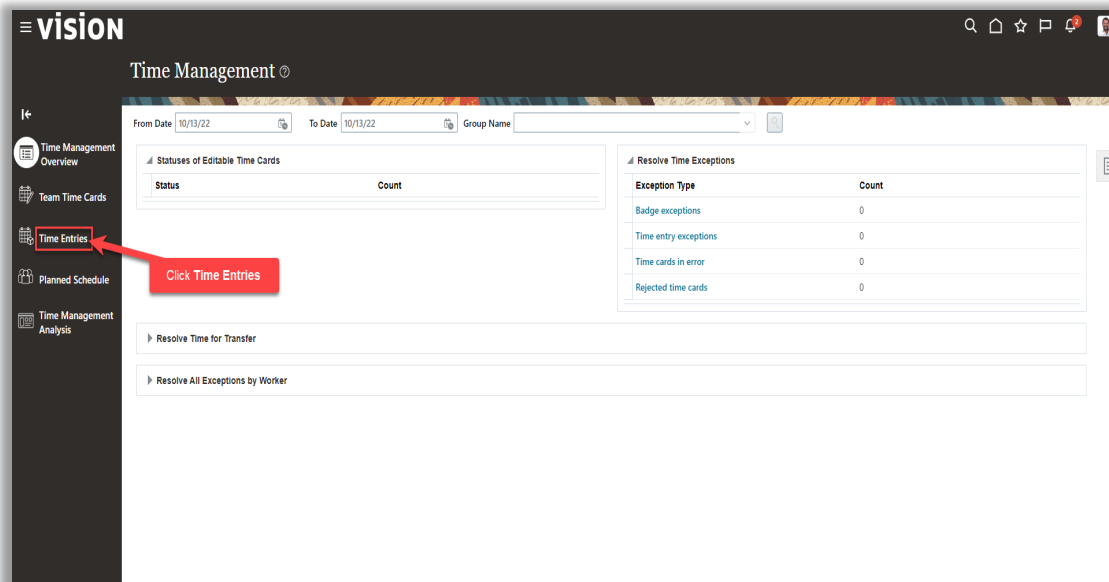 vision
2
Time Management
From Date 10/13/22 To Date 10/13/22 Group Name
Time Management
Overview
Team Time Cards
Time Entries
Planned Schedule
Time Management
Analysis
Click Time Entries
Statuses of Editable Time Cards
Status Count
Resolve Time Exceptions
Exception Type Count
Badge exceptions 0
Time entry exceptions 0
Time cards in error 0
Rejected time cards 0
Resolve Time for Transfer
Resolve All Exceptions by Worker